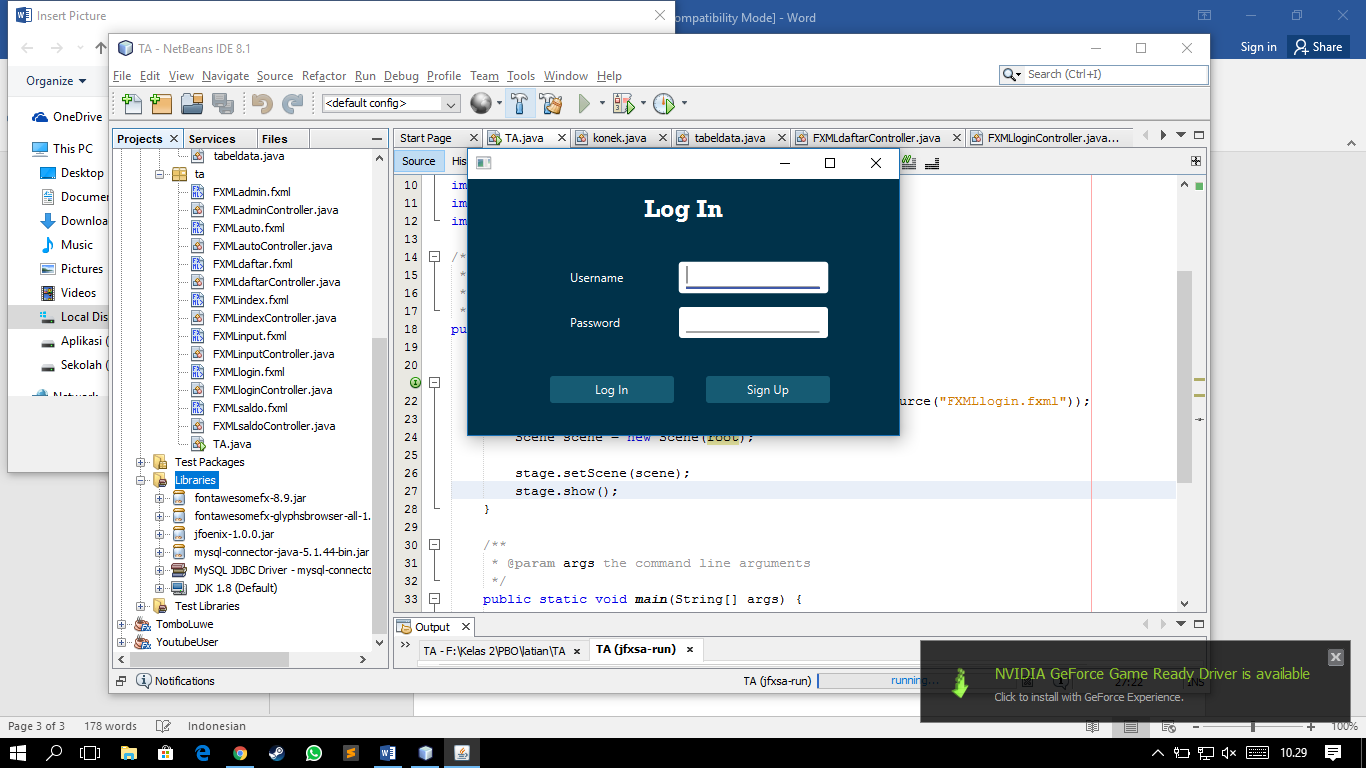 Insert Picture
[Compatibility Mode] - Word
Sign in
Share
Organize
OneDrive
This PC
Desktop
Music
Pictures
Videos
Local Dis
Aplikasi (
Sekolah (
TA - NetBeans IDE 8.1
File Edit View Navigate Source Refactor Run Debug Profile Team Tools Window Help
Search (Ctrl+I)
<default config>
Projects
Services
Files
tabeldata.java
ta
FXMLadmin.fxml
FXMLadminController.java
FXMLauto.fxml
FXMLautoController.java
FXMLdaftar.fxml
FXMLdaftarController.java
FXMLindex.fxml
FXMLindexController.java
FXMLinput.fxml
FXMLinputController.java
FXMLlogin.fxml
FXMLloginController.java
FXMLsaldo.fxml
FXMLsaldoController.java
TA.java
Test Packages
Libraries
fontawesomefx-8.9.jar
fontawesomefx-glyphsbrowser-all-1.
jfoenix-1.0.0.jar
mysql-connector-java-5.1.44-bin.jar
MySQL JDBC Driver - mysql-connecto
JDK 1.8 (Default)
Test Libraries
TomboLuwe
YoutubeUser
Notifications
Start Page
TA.java
konek.java
tabeldata.java
FXMLdaftarController.java
FXMLloginController.java...
Source
His
10 im
11 im
12 im
13
14 /*
15 *
16 *
17 *
18 pu
19
20
22 ource("FXMLlogin.fxml"));
23
24 Scene scene = new Scene(root);
25
26 stage.setScene(scene);
27 stage.show();
28 }
29
30 /**
31 * @param args the command line arguments
32 */
33 public static void main(String[] args) {
Log In
Username
Password
Log In
Sign Up
Output
TA - F:\Kelas 2\PBO\latian\TA
TA (jfxsa-run)
TA (jfxsa-run)
running...
27:22
INS
NVIDIA GeForce Game Ready Driver is available
Click to install with GeForce Experience.
Page 3 of 3
178 words
Indonesian
100%
10.29